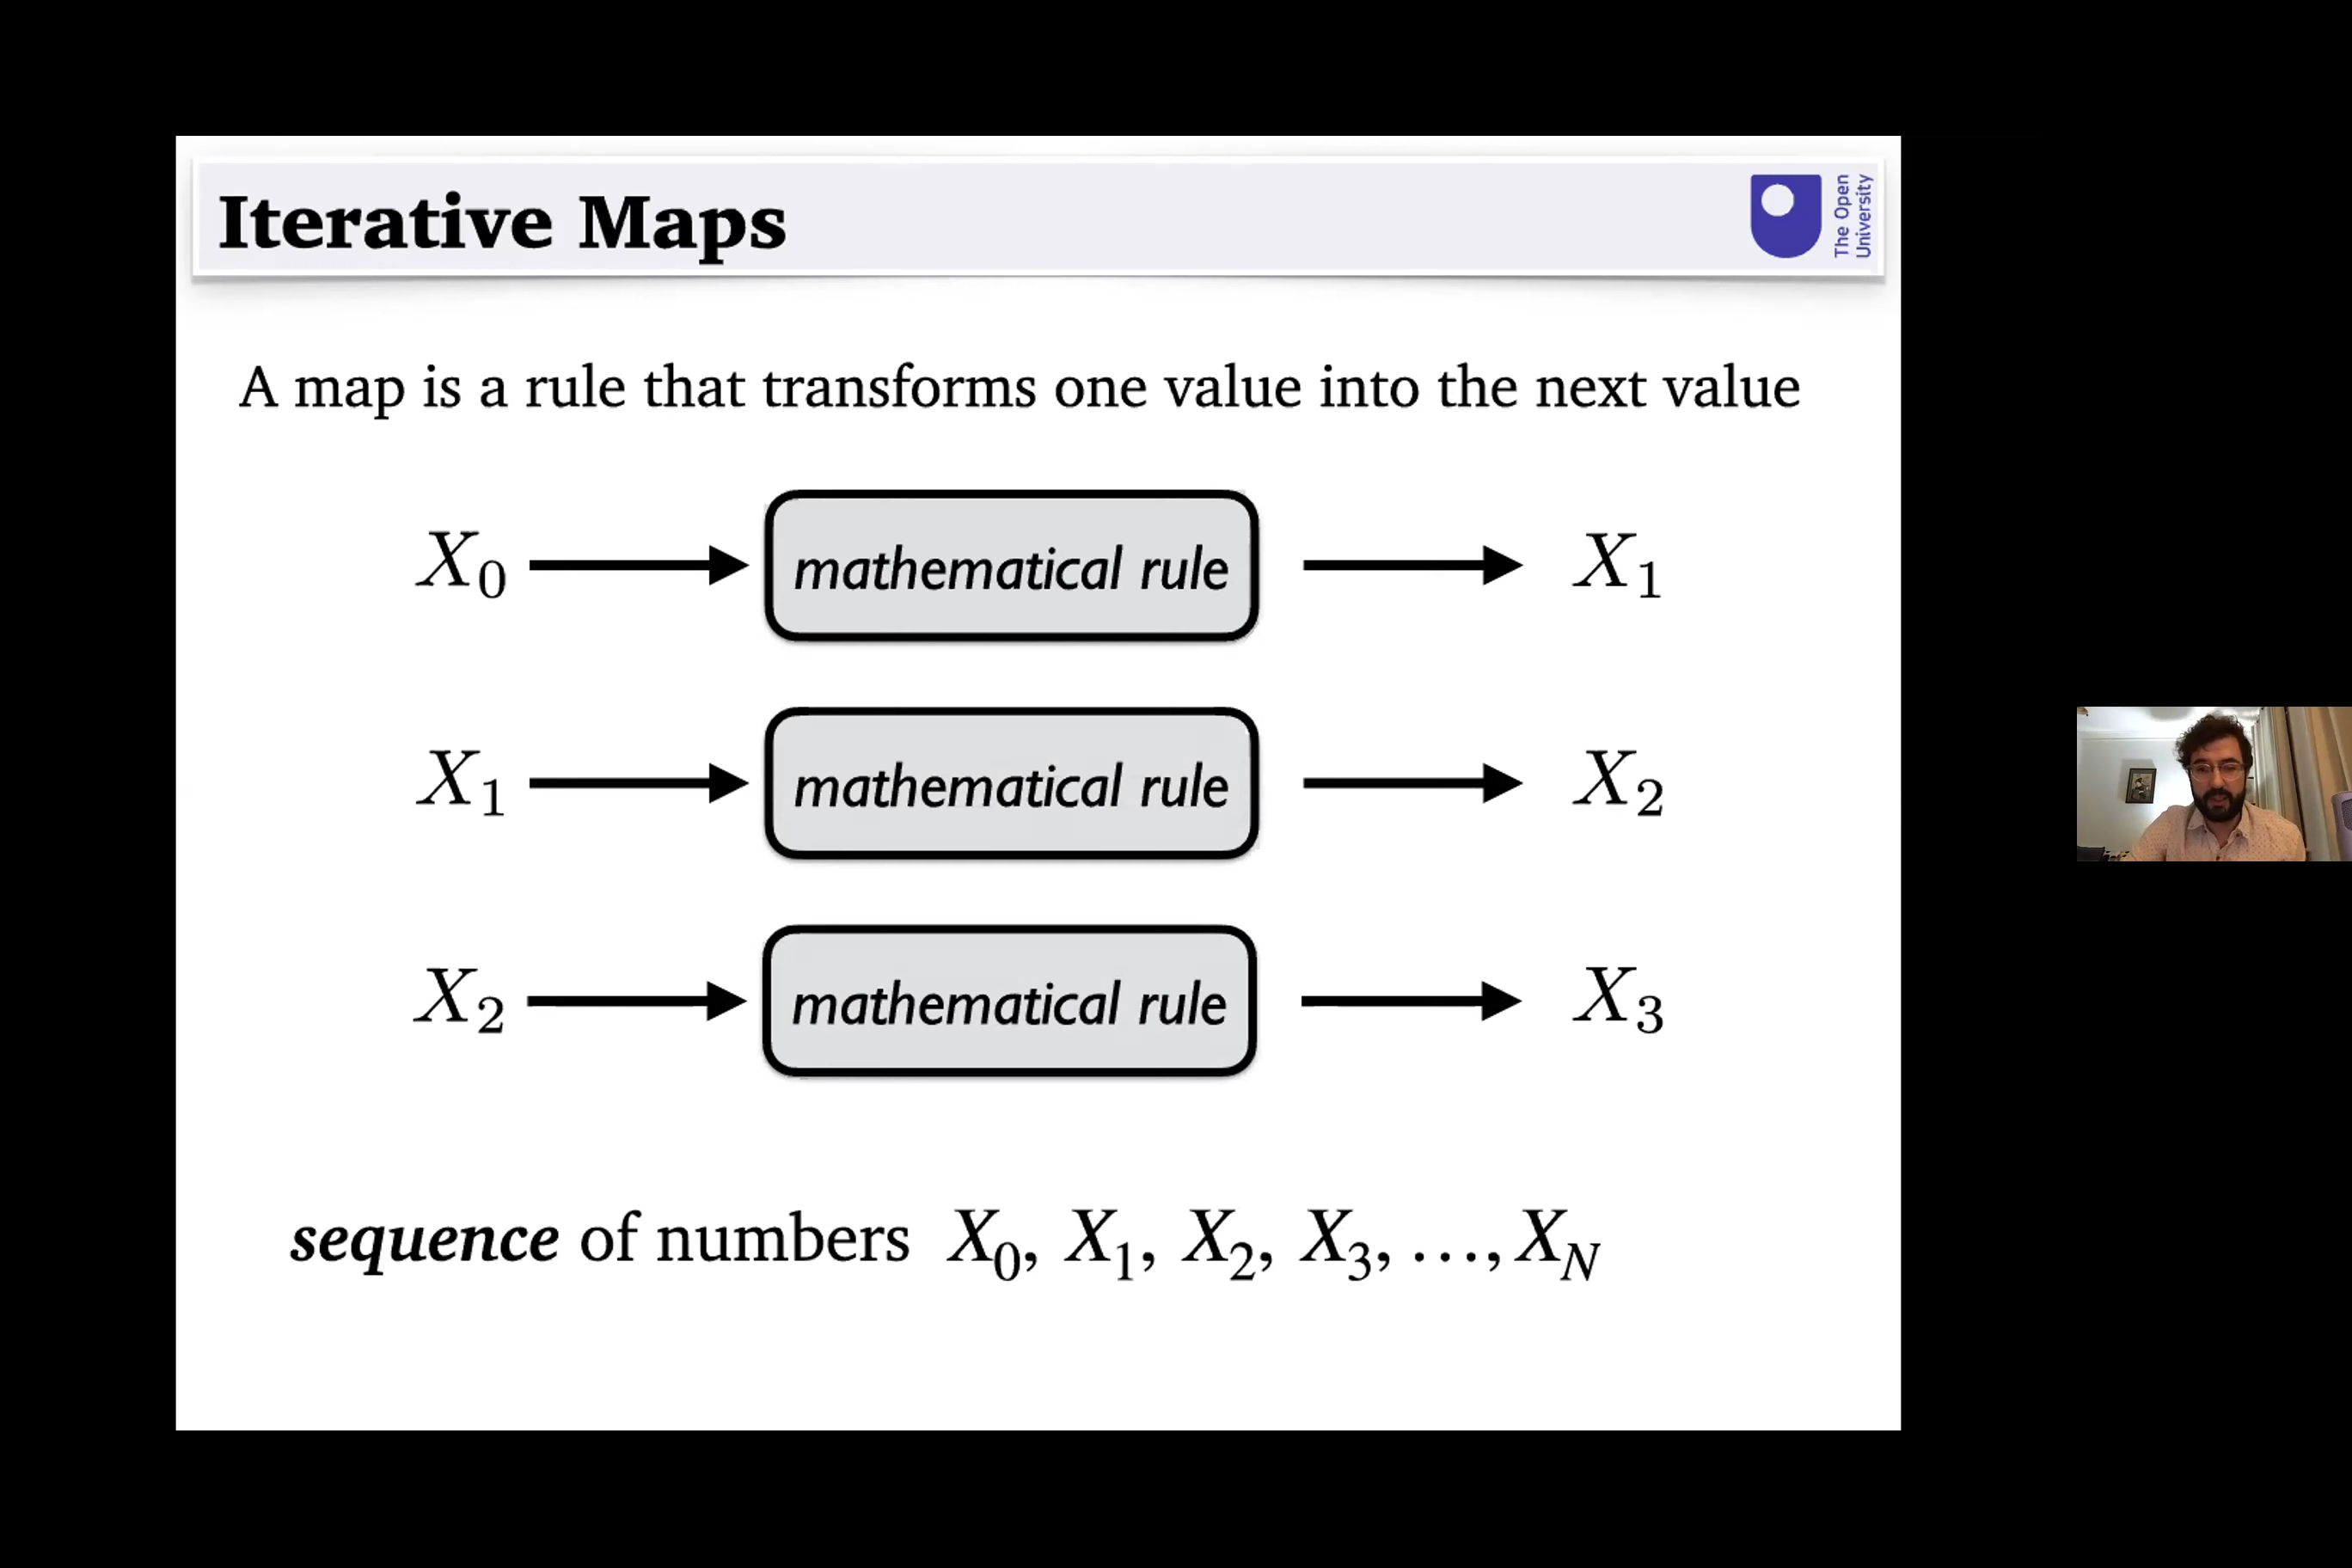 Iterative Maps
The Open
University
A map is a rule that transforms one value into the next value
X₀ mathematical rule X₁
X₁ mathematical rule X₂
X₂ mathematical rule X₃
sequence of numbers X₀, X₁, X₂, X₃, ..., X_N